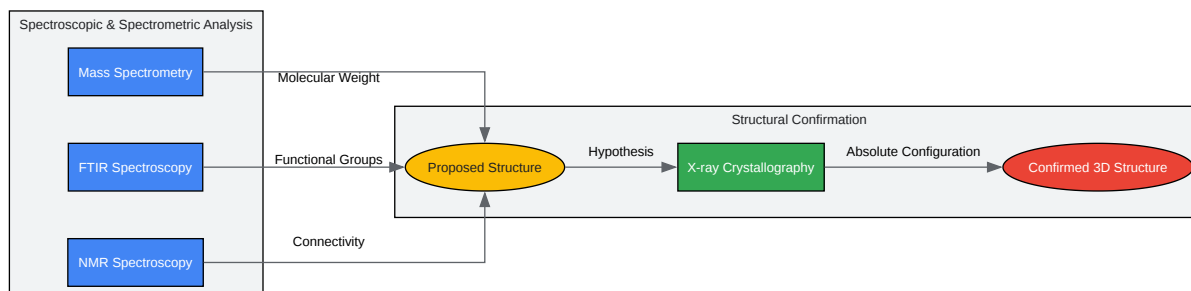 Spectroscopic & Spectrometric Analysis
Mass Spectrometry
Molecular Weight
Structural Confirmation
FTIR Spectroscopy
Functional Groups
Proposed Structure
Hypothesis
X-ray Crystallography
Absolute Configuration
Confirmed 3D Structure
NMR Spectroscopy
Connectivity